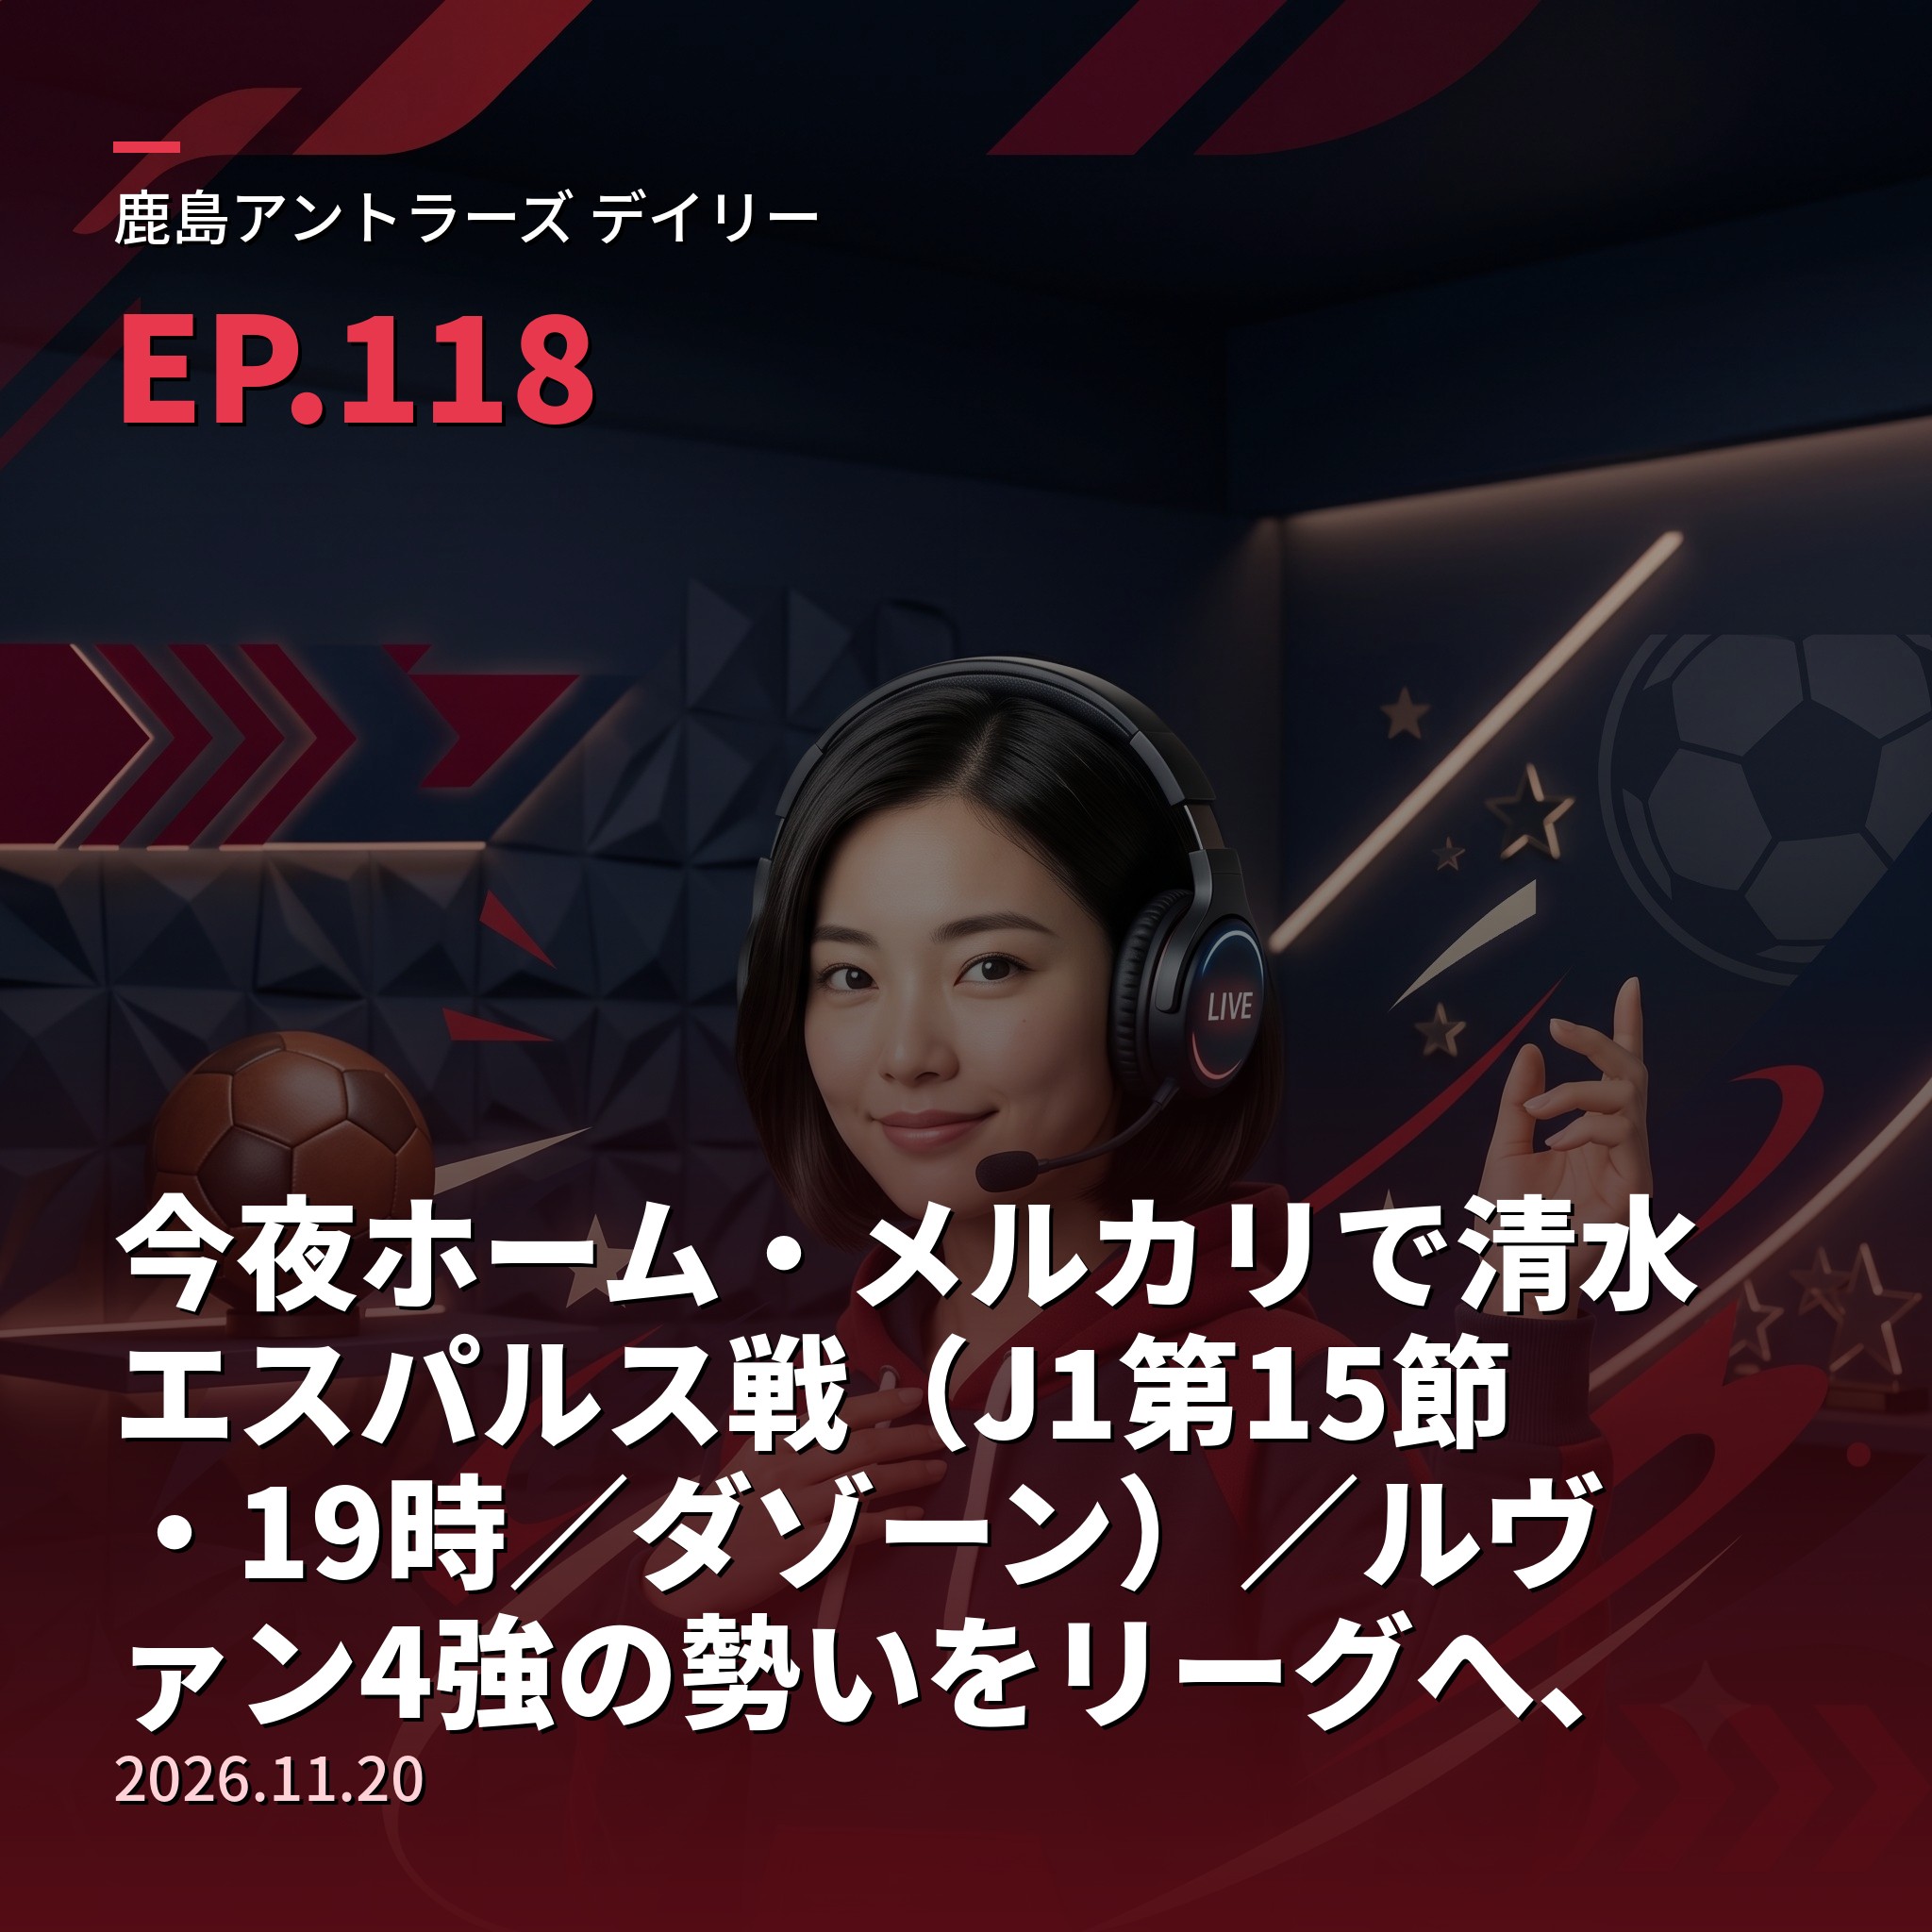 鹿島アントラーズ デイリー
EP.118
LIVE
今夜ホーム・メルカリで清水
エスパルス戦（J1第15節
・19時／ダゾーン）／ルヴ
ァン4強の勢いをリーグへ、
2026.11.20